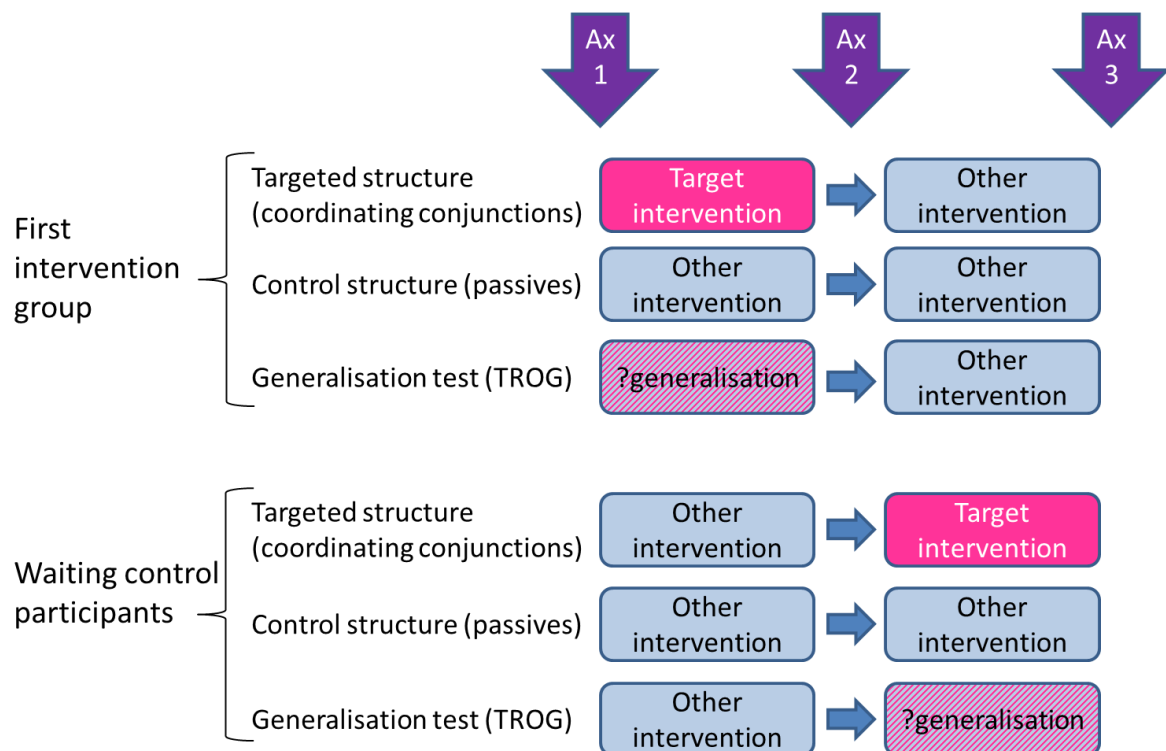 Ax
1
Ax
2
Ax
3
First
intervention
group
Targeted structure
(coordinating conjunctions)
Target
intervention
Other
intervention
Control structure (passives)
Other
intervention
Other
intervention
Generalisation test (TROG)
?generalisation
Other
intervention
Waiting control
participants
Targeted structure
(coordinating conjunctions)
Other
intervention
Target
intervention
Control structure (passives)
Other
intervention
Other
intervention
Generalisation test (TROG)
Other
intervention
?generalisation